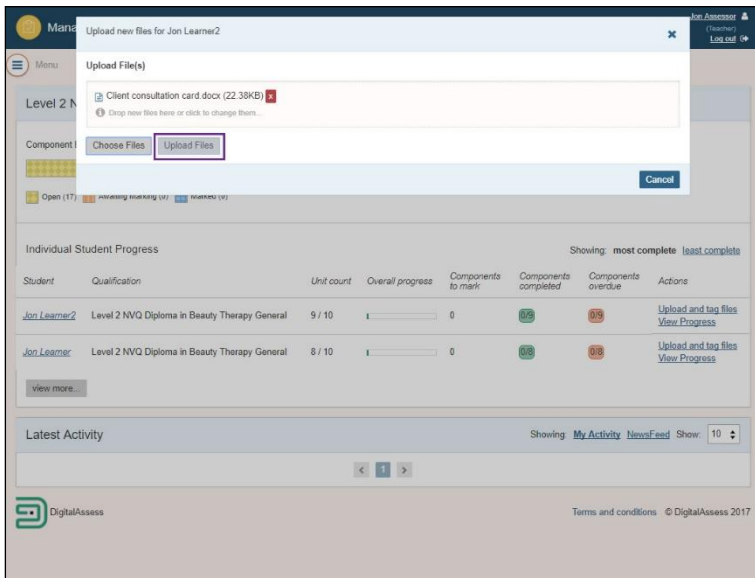 Mana
Jon Assessor
(Teacher)
Log out
Upload new files for Jon Learner2
Menu
Upload File(s)
Client consultation card.docx (22.38KB) x
Drop new files here or click to change them...
Choose Files Upload Files
Cancel
Level 2 N
Component
Open (17) Awaiting marking (0) Marked (0)
Individual Student Progress Showing: most complete least complete
Student Qualification Unit count Overall progress Components to mark Components completed Components overdue Actions
Jon Learner2 Level 2 NVQ Diploma in Beauty Therapy General 9 / 10 0 0/9 0/9 Upload and tag files
View Progress
Jon Learner Level 2 NVQ Diploma in Beauty Therapy General 8 / 10 0 0/8 0/8 Upload and tag files
View Progress
view more...
Latest Activity Showing: My Activity NewsFeed Show: 10
< 1 >
DigitalAssess Terms and conditions © DigitalAssess 2017